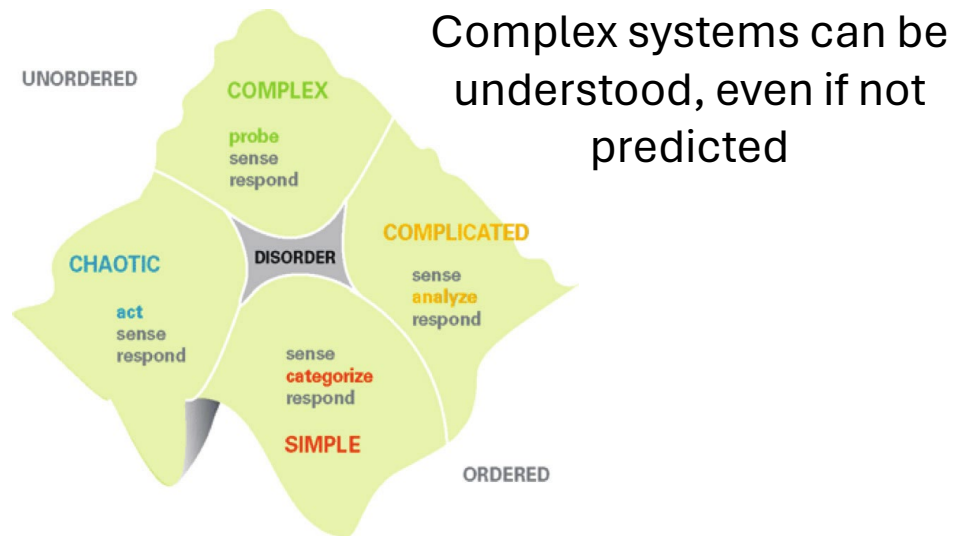 Complex systems can be
understood, even if not
predicted
UNORDERED
COMPLEX
probe
sense
respond
COMPLICATED
sense
analyze
respond
DISORDER
CHAOTIC
act
sense
respond
sense
categorize
respond
SIMPLE
ORDERED